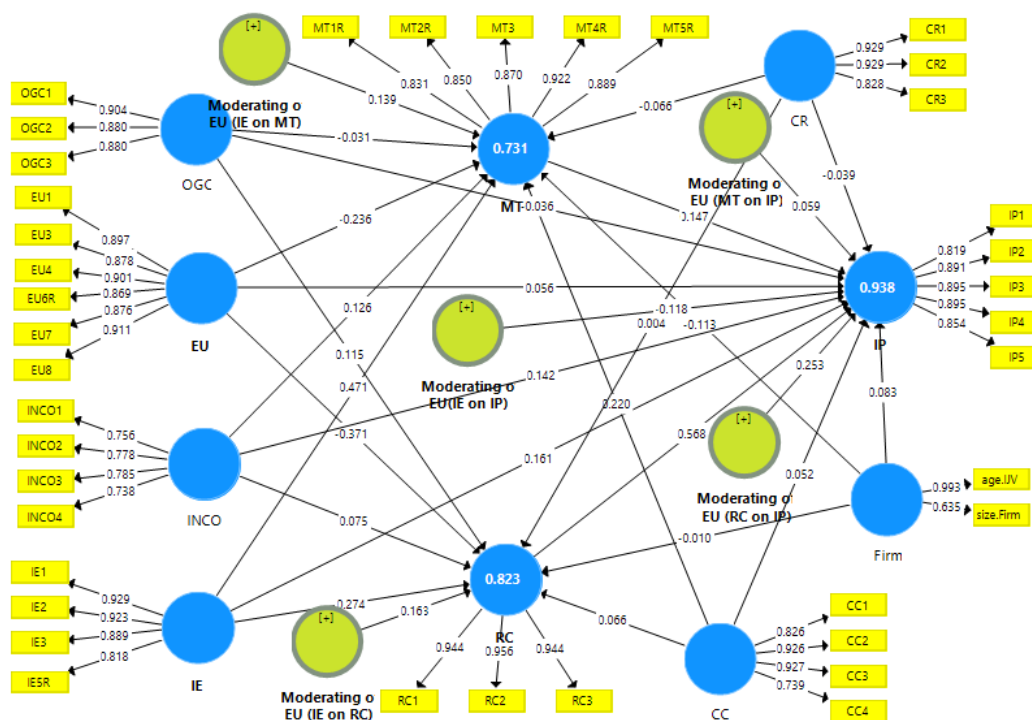 [+]
MT1R
MT2R
MT3
MT4R
MT5R
0.831
0.850
0.870
0.922
0.889
0.139
Moderating o
EU (IE on MT)
OGC1
OGC2
OGC3
0.904
0.880
0.880
OGC
-0.031
0.731
MT
-0.066
CR1
CR2
CR3
0.929
0.929
0.828
CR
[+]
Moderating o
EU (MT on IP)
-0.039
0.059
-0.036
0.147
EU1
EU3
EU4
EU6R
EU7
EU8
0.897
0.878
0.901
0.869
0.876
0.911
EU
-0.236
0.056
0.126
0.115
0.471
-0.371
[+]
Moderating o
EU(IE on IP)
-0.118
0.004
-0.113
0.142
0.938
IP
IP1
IP2
IP3
IP4
IP5
0.819
0.891
0.895
0.895
0.854
0.253
0.083
[+]
Moderating o
EU (RC on IP)
0.220
0.568
0.161
0.052
INCO1
INCO2
INCO3
INCO4
0.756
0.778
0.785
0.738
INCO
0.075
age.IJV
size.Firm
0.993
0.635
Firm
-0.010
IE1
IE2
IE3
IE5R
0.929
0.923
0.889
0.818
IE
0.274
0.163
[+]
Moderating o
EU (IE on RC)
0.823
RC
0.944
0.956
0.944
RC1
RC2
RC3
0.066
CC1
CC2
CC3
CC4
0.826
0.926
0.927
0.739
CC